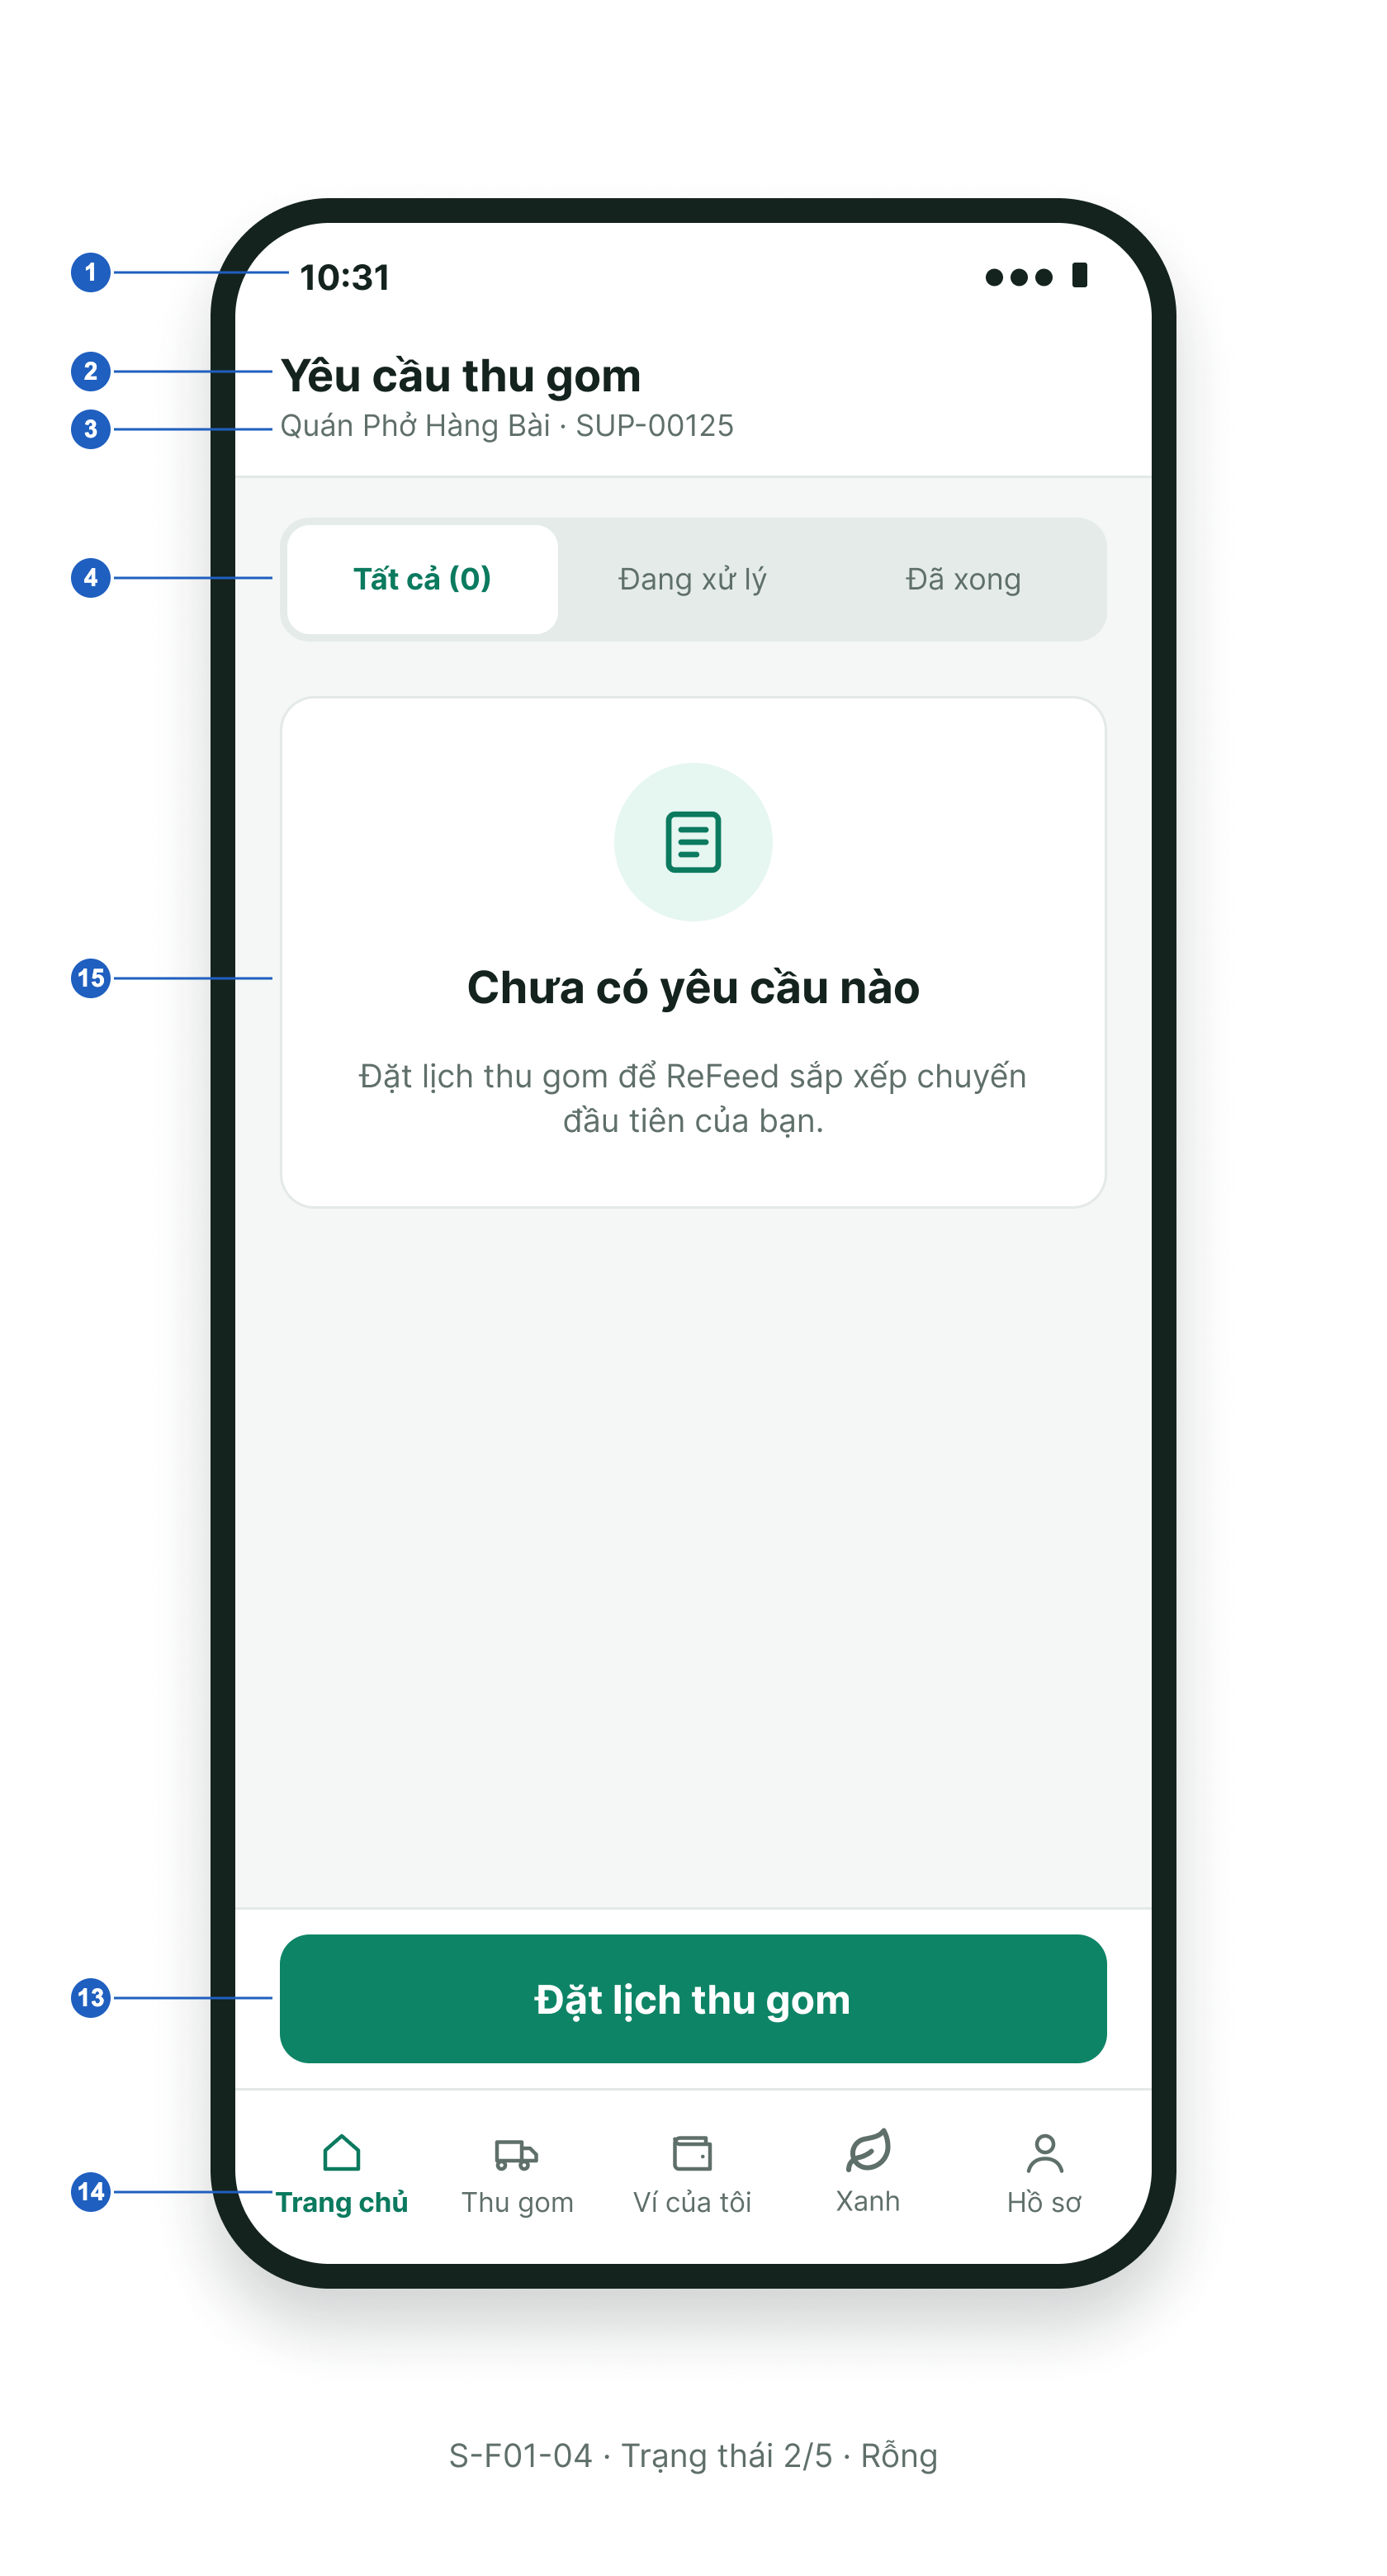 1
10:31
2
Yêu cầu thu gom
3
Quán Phở Hàng Bài · SUP-00125
4
Tất cả (0)
Đang xử lý
Đã xong
15
Chưa có yêu cầu nào
Đặt lịch thu gom để ReFeed sắp xếp chuyến
đầu tiên của bạn.
13
Đặt lịch thu gom
14
Trang chủ
Thu gom
Ví của tôi
Xanh
Hồ sơ
S-F01-04 · Trạng thái 2/5 · Rỗng